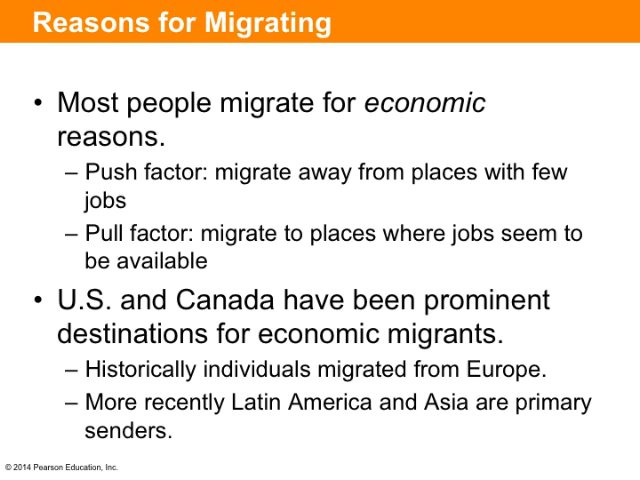 Reasons for Migrating
• Most people migrate for economic
reasons.
– Push factor: migrate away from places with few
jobs
– Pull factor: migrate to places where jobs seem to
be available
• U.S. and Canada have been prominent
destinations for economic migrants.
– Historically individuals migrated from Europe.
– More recently Latin America and Asia are primary
senders.
© 2014 Pearson Education, Inc.